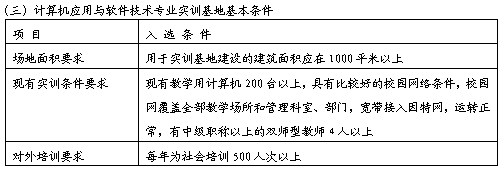 (三) 计算机应用与软件技术专业实训基地基本条件
项 目 入 选 条 件
场地面积要求 用于实训基地建设的建筑面积应在1000平米以上
现有实训条件要求 现有教学用计算机200台以上，具有比较好的校园网络条件，校园
网覆盖全部教学场所和管理科室、部门，宽带接入因特网，运转正
常，有中级职称以上的双师型教师4人以上
对外培训要求 每年为社会培训500人次以上